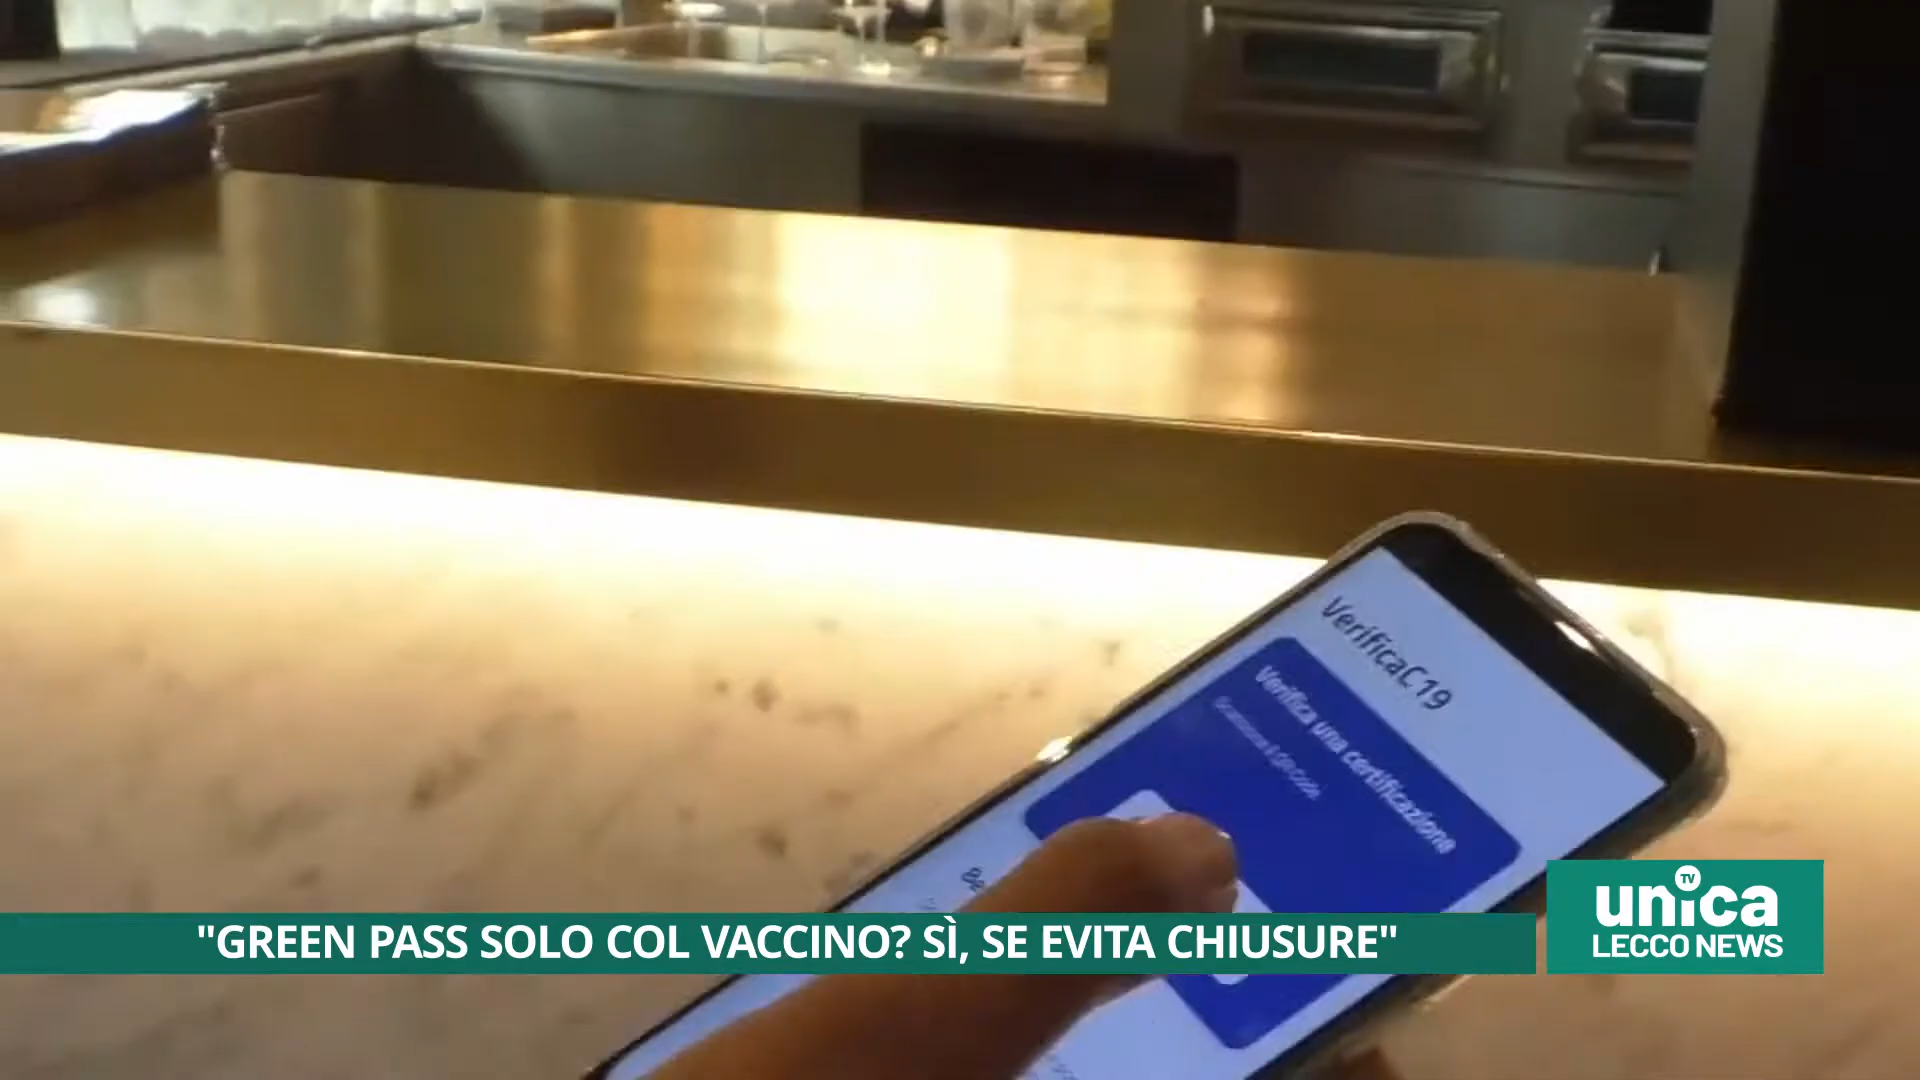 VerificaC19
Verifica una certificazione
"GREEN PASS SOLO COL VACCINO? SÌ, SE EVITA CHIUSURE"
unica
TV
LECCO NEWS